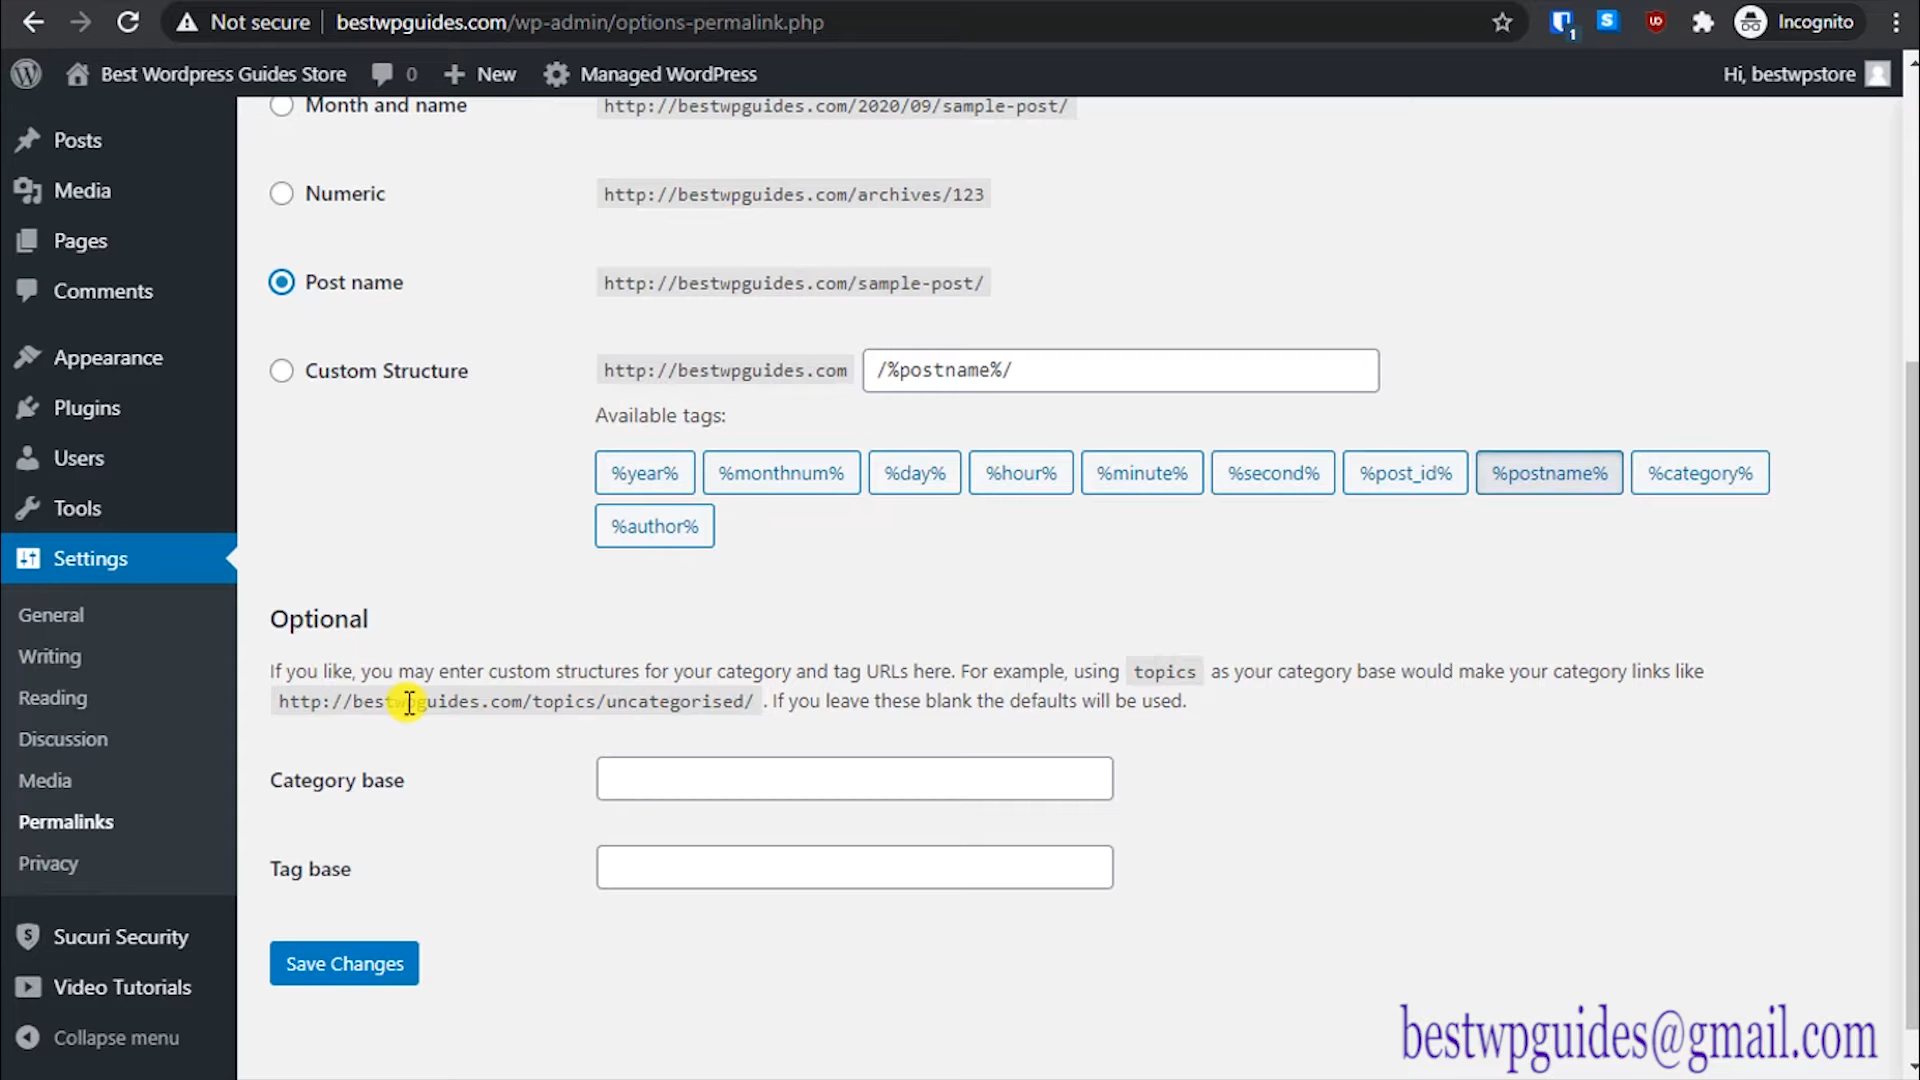 Not secure bestwpguides.com/wp-admin/options-permalink.php 1 S Incognito
Best Wordpress Guides Store 0 New Managed WordPress Hi, bestwpstore
Posts
Media
Pages
Comments
Appearance
Plugins
Users
Tools
Settings
General
Writing
Reading
Discussion
Media
Permalinks
Privacy
Sucuri Security
Video Tutorials
Collapse menu
Month and name http://bestwpguides.com/2020/09/sample-post/
Numeric http://bestwpguides.com/archives/123
Post name http://bestwpguides.com/sample-post/
Custom Structure http://bestwpguides.com /%postname%/
Available tags:
%year% %monthnum% %day% %hour% %minute% %second% %post_id% %postname% %category%
%author%
Optional
If you like, you may enter custom structures for your category and tag URLs here. For example, using topics as your category base would make your category links like
http://bestwpguides.com/topics/uncategorised/ . If you leave these blank the defaults will be used.
Category base
Tag base
Save Changes
bestwpguides@gmail.com